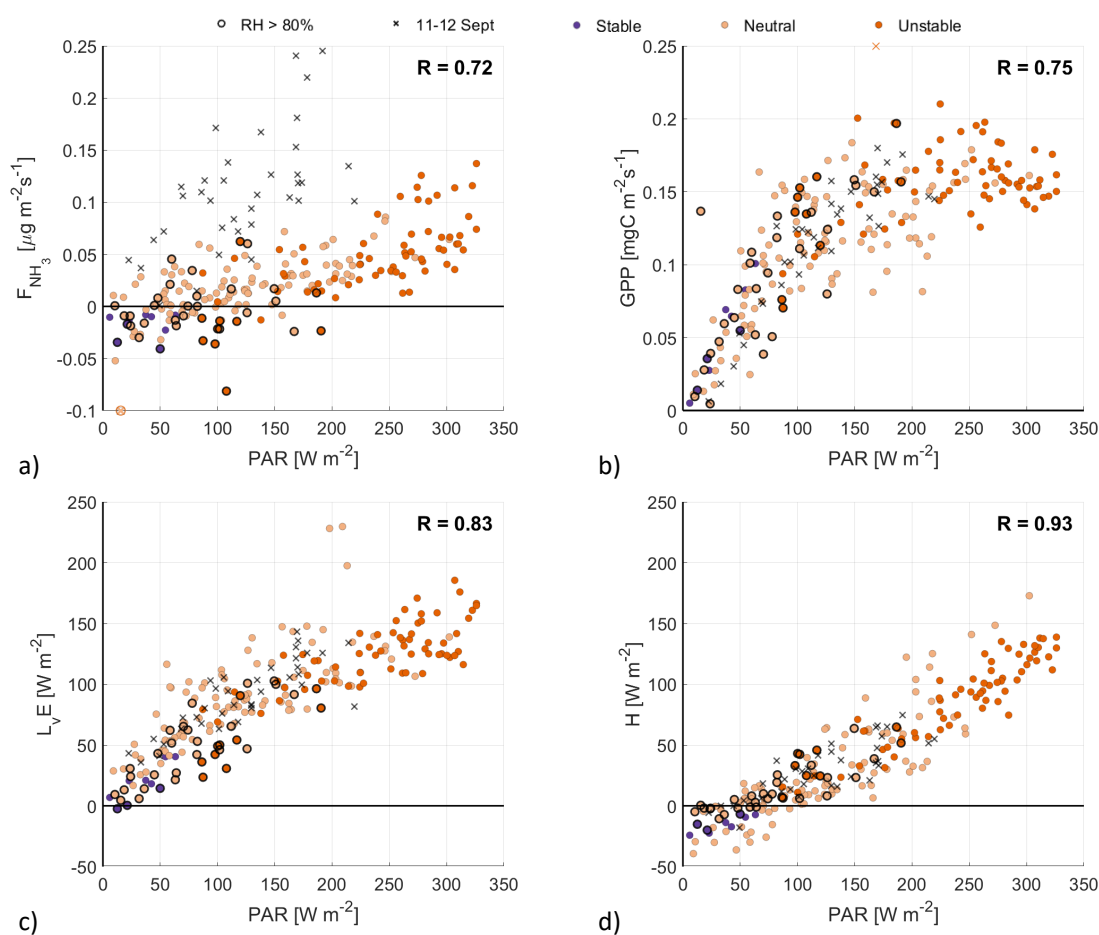 RH > 80%
11-12 Sept
Stable
Neutral
Unstable
R = 0.72
0.25
0.2
0.15
0.1
0.05
0
-0.05
-0.1
F_NH3 [μg m⁻²s⁻¹]
0 50 100 150 200 250 300 350
PAR [W m⁻²]
a)
R = 0.75
0.25
0.2
0.15
0.1
0.05
0
GPP [mgC m⁻²s⁻¹]
0 50 100 150 200 250 300 350
PAR [W m⁻²]
b)
R = 0.83
250
200
150
100
50
0
-50
LᵥE [W m⁻²]
0 50 100 150 200 250 300 350
PAR [W m⁻²]
c)
R = 0.93
250
200
150
100
50
0
-50
H [W m⁻²]
0 50 100 150 200 250 300 350
PAR [W m⁻²]
d)